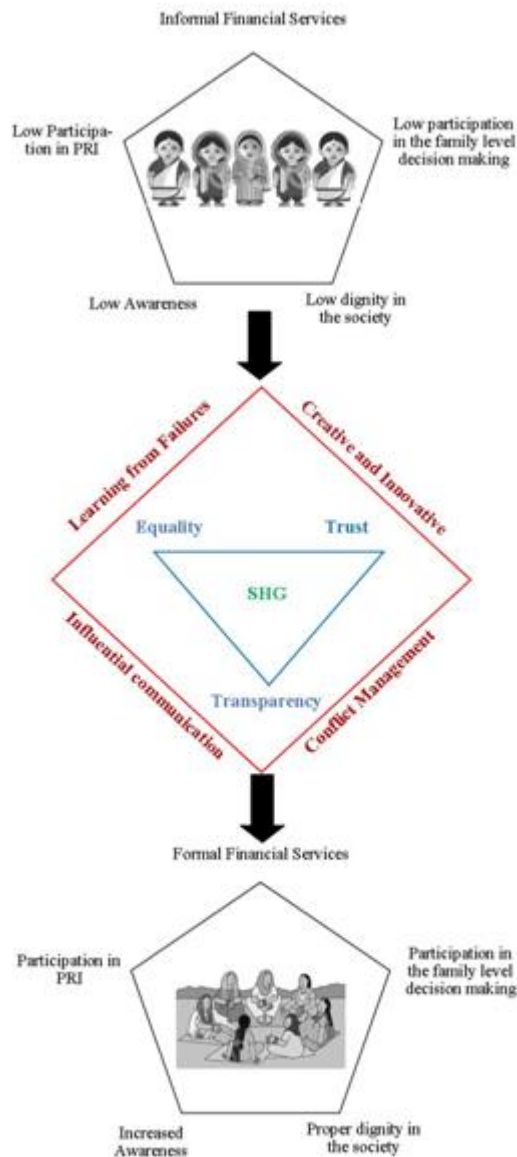 Informal Financial Services
Low Participa-
tion in PRI
Low participation
in the family level
decision making
Low Awareness
Low dignity in
the society
Learning from Failures
Creative and Innovative
Equality
Trust
SHG
Transparency
Influential communication
Conflict Management
Formal Financial Services
Participation in
PRI
Participation in
the family level
decision making
Increased
Awareness
Proper dignity in
the society